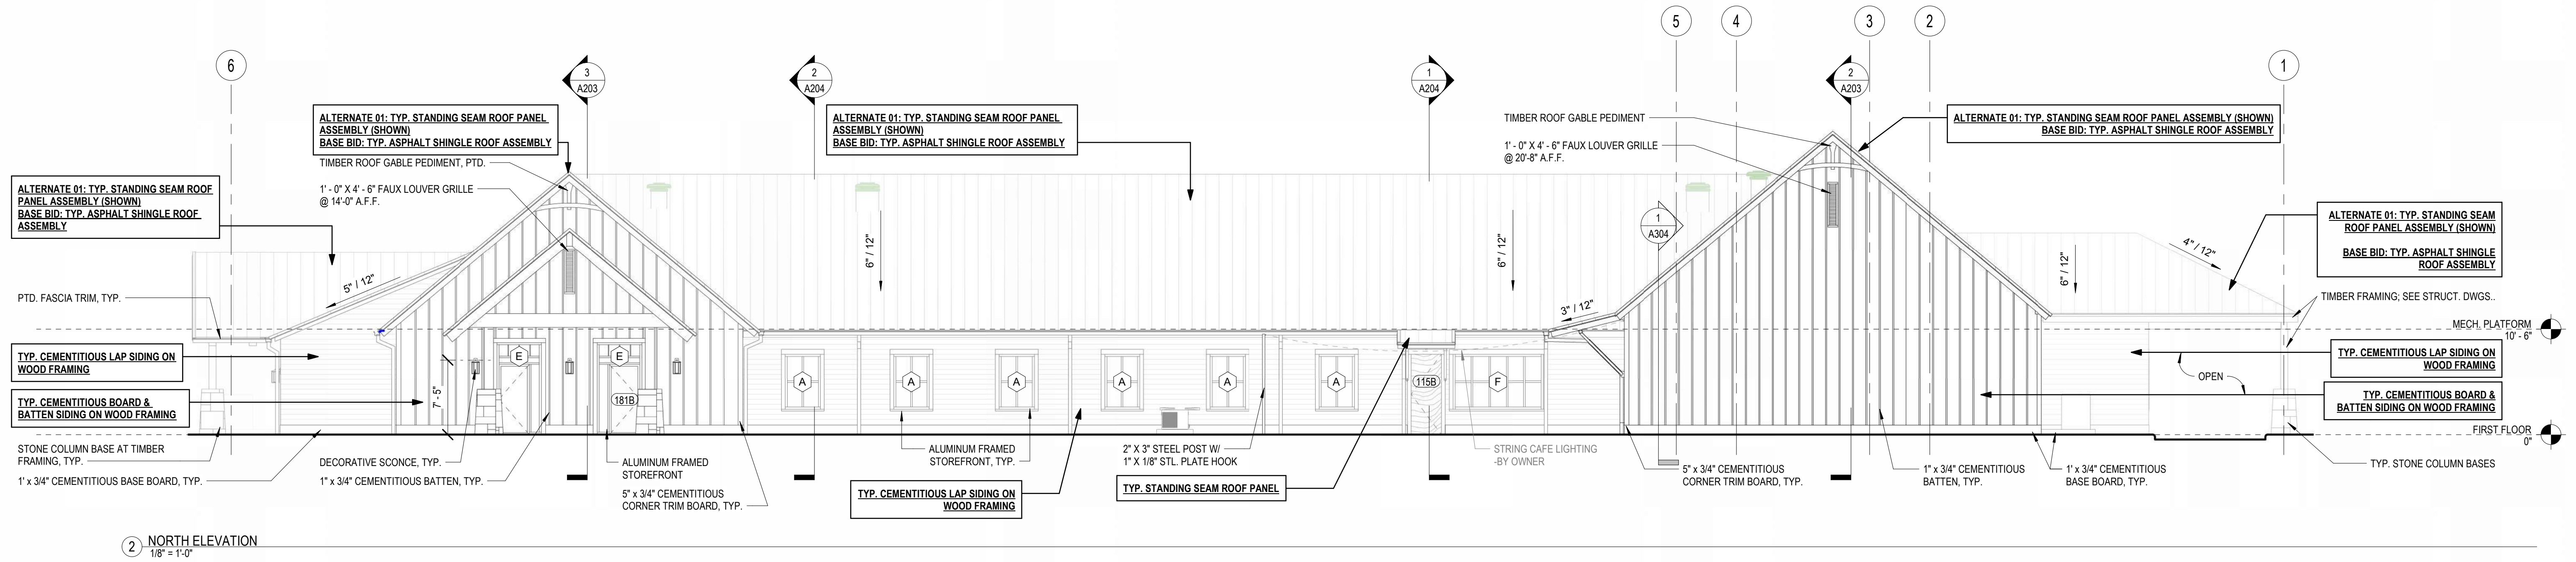 5
4
3
2
6
1
3
A203
2
A204
1
A204
2
A203
ALTERNATE 01: TYP. STANDING SEAM ROOF PANEL
ASSEMBLY (SHOWN)
BASE BID: TYP. ASPHALT SHINGLE ROOF ASSEMBLY
TIMBER ROOF GABLE PEDIMENT, PTD.
1' - 0" X 4' - 6" FAUX LOUVER GRILLE
@ 14'-0" A.F.F.
ALTERNATE 01: TYP. STANDING SEAM ROOF PANEL
ASSEMBLY (SHOWN)
BASE BID: TYP. ASPHALT SHINGLE ROOF ASSEMBLY
TIMBER ROOF GABLE PEDIMENT
1' - 0" X 4' - 6" FAUX LOUVER GRILLE
@ 20'-8" A.F.F.
ALTERNATE 01: TYP. STANDING SEAM ROOF PANEL ASSEMBLY (SHOWN)
BASE BID: TYP. ASPHALT SHINGLE ROOF ASSEMBLY
ALTERNATE 01: TYP. STANDING SEAM ROOF
PANEL ASSEMBLY (SHOWN)
BASE BID: TYP. ASPHALT SHINGLE ROOF
ASSEMBLY
1
A304
ALTERNATE 01: TYP. STANDING SEAM
ROOF PANEL ASSEMBLY (SHOWN)
BASE BID: TYP. ASPHALT SHINGLE
ROOF ASSEMBLY
5" / 12"
6" / 12"
6" / 12"
3" / 12"
6" / 12"
4" / 12"
PTD. FASCIA TRIM, TYP.
TIMBER FRAMING; SEE STRUCT. DWGS..
MECH. PLATFORM
10' - 6"
TYP. CEMENTITIOUS LAP SIDING ON
WOOD FRAMING
TYP. CEMENTITIOUS BOARD &
BATTEN SIDING ON WOOD FRAMING
7' - 5"
E
E
181B
A
A
A
A
A
A
115B
F
OPEN
TYP. CEMENTITIOUS LAP SIDING ON
WOOD FRAMING
TYP. CEMENTITIOUS BOARD &
BATTEN SIDING ON WOOD FRAMING
FIRST FLOOR
0"
STONE COLUMN BASE AT TIMBER
FRAMING, TYP.
1' x 3/4" CEMENTITIOUS BASE BOARD, TYP.
DECORATIVE SCONCE, TYP.
1" x 3/4" CEMENTITIOUS BATTEN, TYP.
ALUMINUM FRAMED
STOREFRONT
5" x 3/4" CEMENTITIOUS
CORNER TRIM BOARD, TYP.
ALUMINUM FRAMED
STOREFRONT, TYP.
TYP. CEMENTITIOUS LAP SIDING ON
WOOD FRAMING
2" X 3" STEEL POST W/
1" X 1/8" STL. PLATE HOOK
TYP. STANDING SEAM ROOF PANEL
STRING CAFE LIGHTING
-BY OWNER
5" x 3/4" CEMENTITIOUS
CORNER TRIM BOARD, TYP.
1" x 3/4" CEMENTITIOUS
BATTEN, TYP.
1' x 3/4" CEMENTITIOUS
BASE BOARD, TYP.
TYP. STONE COLUMN BASES
2
NORTH ELEVATION
1/8" = 1'-0"